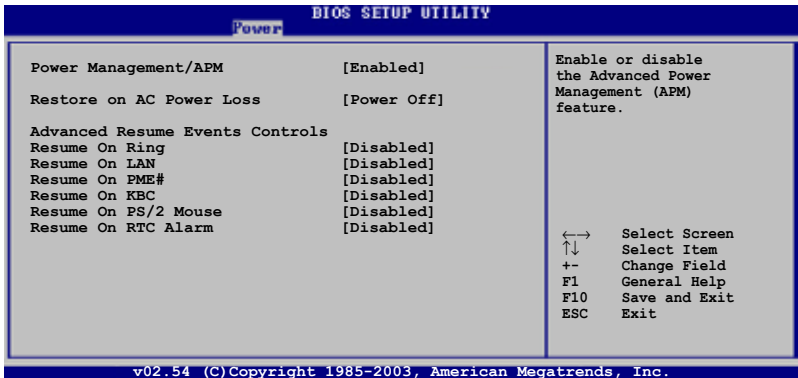 BIOS SETUP UTILITY
Power
Power Management/APM [Enabled]
Restore on AC Power Loss [Power Off]
Advanced Resume Events Controls
Resume On Ring [Disabled]
Resume On LAN [Disabled]
Resume On PME# [Disabled]
Resume On KBC [Disabled]
Resume On PS/2 Mouse [Disabled]
Resume On RTC Alarm [Disabled]
Enable or disable
the Advanced Power
Management (APM)
feature.
←→ Select Screen
↑↓ Select Item
+- Change Field
F1 General Help
F10 Save and Exit
ESC Exit
v02.54 (C)Copyright 1985-2003, American Megatrends, Inc.